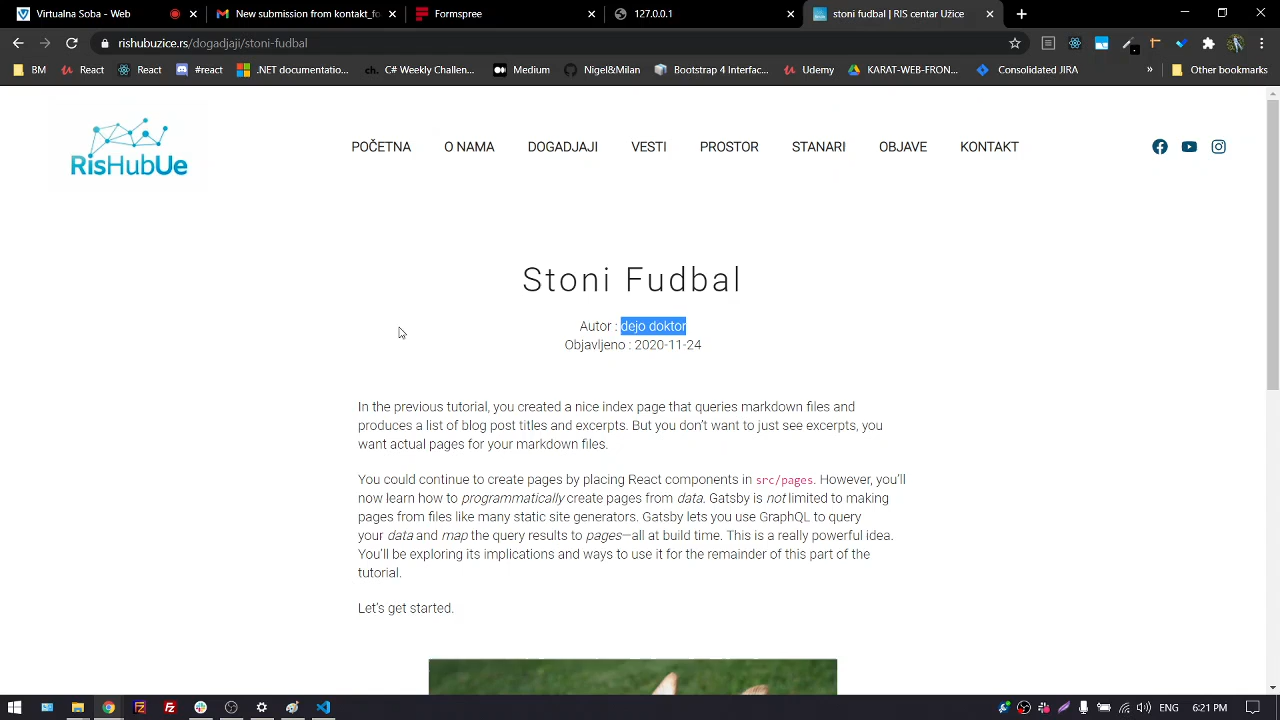 Virtualna Soba - Web
New submission from kontakt_fo
Formspree
127.0.0.1
stoni fudbal | RIS centar Užice
rishubuzice.rs/dogadjaji/stoni-fudbal
BM
React
React
#react
.NET documentatio...
ch.
C# Weekly Challen...
Medium
Nigel&Milan
Bootstrap 4 Interfac...
Udemy
KARAT-WEB-FRON...
Consolidated JIRA
»
Other bookmarks
RisHubUe
POČETNA
O NAMA
DOGADJAJI
VESTI
PROSTOR
STANARI
OBJAVE
KONTAKT
Stoni Fudbal
Autor : dejo doktor
Objavljeno : 2020-11-24
In the previous tutorial, you created a nice index page that queries markdown files and
produces a list of blog post titles and excerpts. But you don’t want to just see excerpts, you
want actual pages for your markdown files.
You could continue to create pages by placing React components in src/pages. However, you’ll
now learn how to programmatically create pages from data. Gatsby is not limited to making
pages from files like many static site generators. Gatsby lets you use GraphQL to query
your data and map the query results to pages—all at build time. This is a really powerful idea.
You’ll be exploring its implications and ways to use it for the remainder of this part of the
tutorial.
Let’s get started.
ENG
6:21 PM